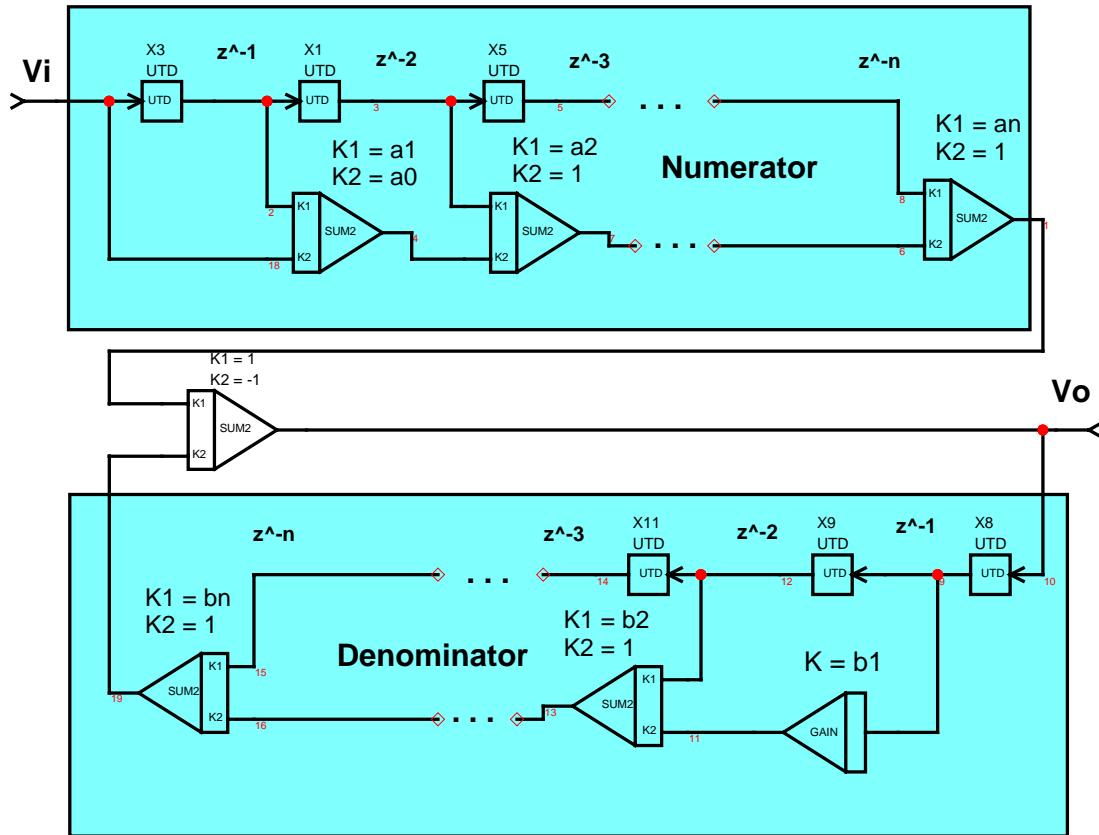 X3
UTD
z^-1
X1
UTD
z^-2
X5
UTD
z^-3
z^-n
Vi
UTD
UTD
3
UTD
5
. . .
K1 = a1
K2 = a0
K1 = a2
K2 = 1
Numerator
K1 = an
K2 = 1
2
K1
SUM2
K2
18
4
K1
SUM2
K2
7
. . .
8
K1
SUM2
K2
6
1
K1 = 1
K2 = -1
K1
SUM2
K2
Vo
z^-n
z^-3
X11
UTD
z^-2
X9
UTD
z^-1
X8
UTD
. . .
14
UTD
12
UTD
9
UTD
10
K1 = bn
K2 = 1
Denominator
K1 = b2
K2 = 1
K = b1
19
SUM2
K1
K2
15
16
. . .
13
SUM2
K1
K2
11
GAIN